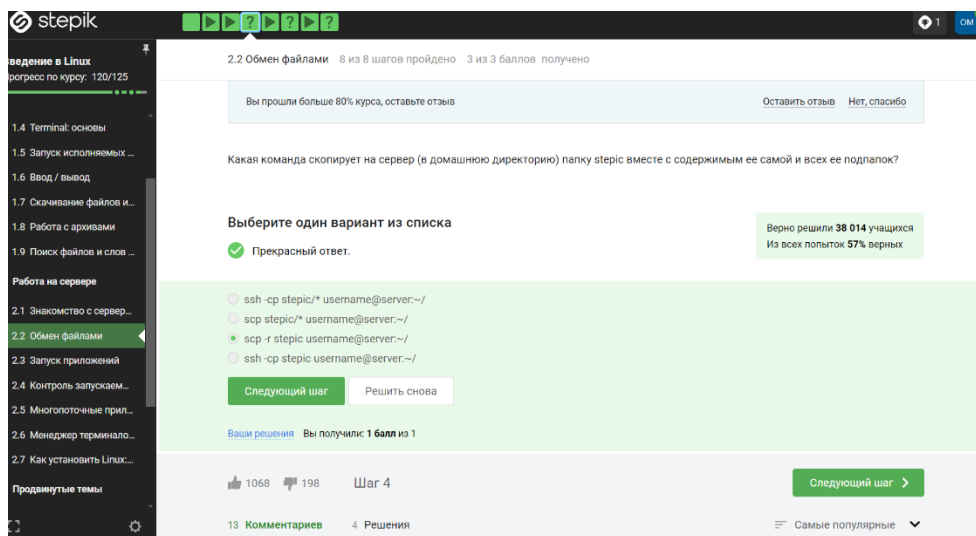 stepik
1
ОМ
Введение в Linux
Прогресс по курсу: 120/125
2.2 Обмен файлами 8 из 8 шагов пройдено 3 из 3 баллов получено
Вы прошли больше 80% курса, оставьте отзыв
Оставить отзыв Нет, спасибо
1.4 Terminal: основы
1.5 Запуск исполняемых ...
1.6 Ввод / вывод
1.7 Скачивание файлов и...
1.8 Работа с архивами
1.9 Поиск файлов и слов ...
Работа на сервере
2.1 Знакомство с сервер...
2.2 Обмен файлами
2.3 Запуск приложений
2.4 Контроль запускаем...
2.5 Многопоточные прил...
2.6 Менеджер терминало...
2.7 Как установить Linux:...
Продвинутые темы
Какая команда скопирует на сервер (в домашнюю директорию) папку stepic вместе с содержимым ее самой и всех ее подпапок?
Выберите один вариант из списка
Прекрасный ответ.
Верно решили 38 014 учащихся
Из всех попыток 57% верных
ssh -cp stepic/* username@server:~/
scp stepic/* username@server:~/
scp -r stepic username@server:~/
ssh -cp stepic username@server:~/
Следующий шаг Решить снова
Ваши решения Вы получили: 1 балл из 1
1068 198 Шаг 4
Следующий шаг
13 Комментариев 4 Решения
Самые популярные